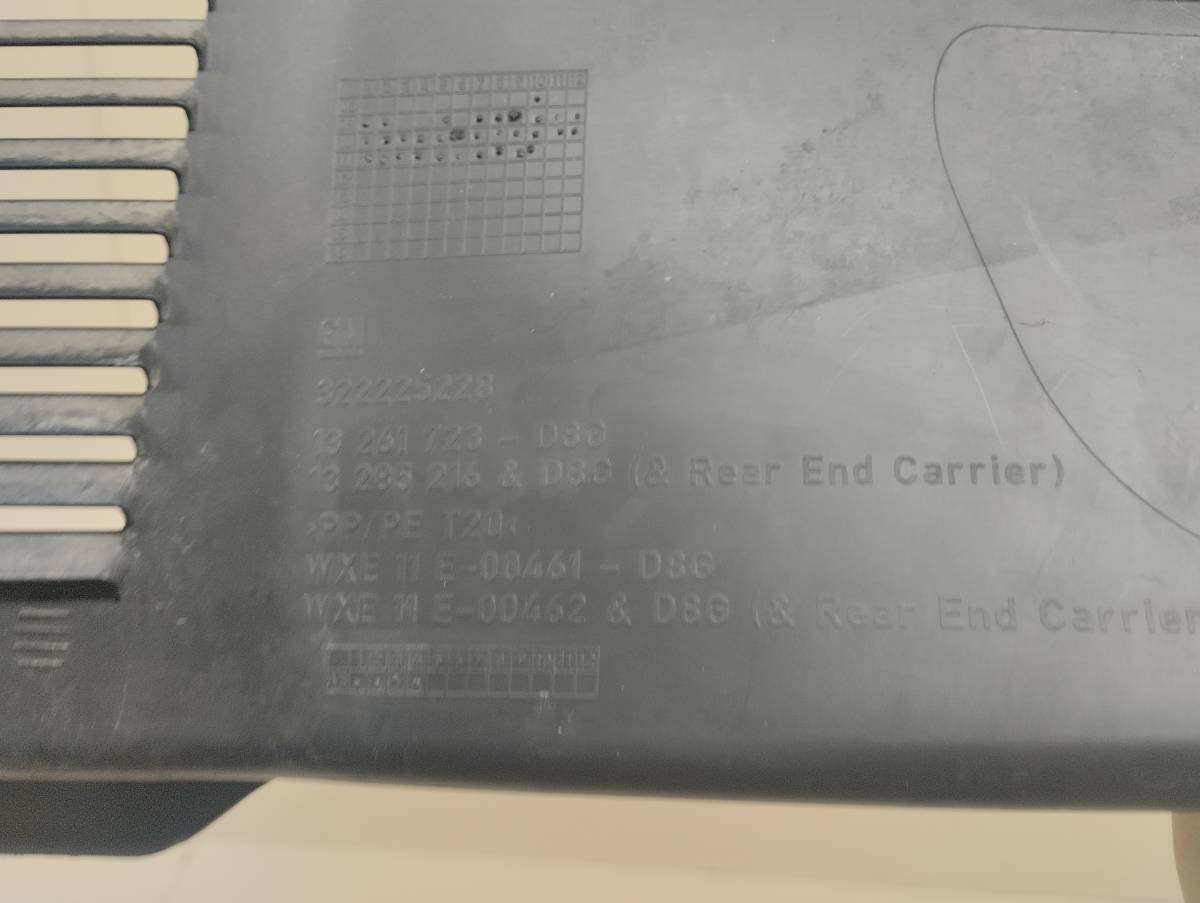 GM
322225228
13 261 723 - D8G
13 285 216 & D8G (& Rear End Carrier)
>PP/PE T20<
WXE 11 E-00461 - D8G
WXE 11 E-00462 & D8G (& Rear End Carrier